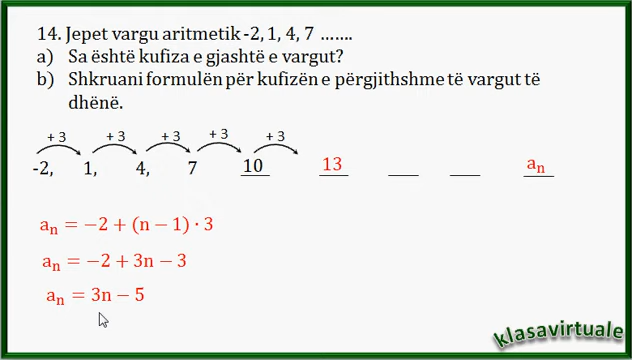 14. Jepet vargu aritmetik -2, 1, 4, 7 …….
a) Sa është kufiza e gjashtë e vargut?
b) Shkruani formulën për kufizën e përgjithshme të vargut të
dhënë.
+ 3 + 3 + 3 + 3 + 3
-2, 1, 4, 7 10 13 ___ ___ aₙ
aₙ = −2 + (n − 1) · 3
aₙ = −2 + 3n − 3
aₙ = 3n − 5
klasavirtuale